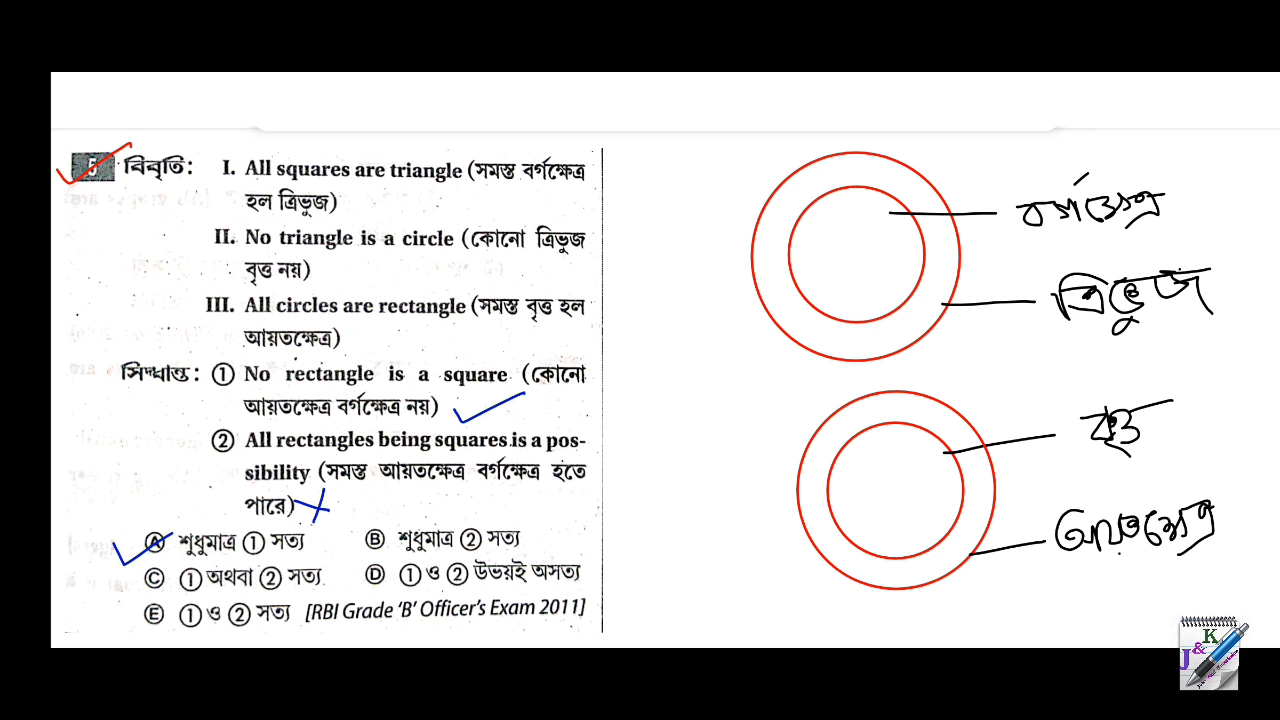 5 বিবৃতি: I. All squares are triangle (সমস্ত বর্গক্ষেত্র
হল ত্রিভুজ)
II. No triangle is a circle (কোনো ত্রিভুজ
বৃত্ত নয়)
III. All circles are rectangle (সমস্ত বৃত্ত হল
আয়তক্ষেত্র)
সিদ্ধান্ত: ① No rectangle is a square (কোনো
আয়তক্ষেত্র বর্গক্ষেত্র নয়)
② All rectangles being squares is a pos-
sibility (সমস্ত আয়তক্ষেত্র বর্গক্ষেত্র হতে
পারে)
Ⓐ শুধুমাত্র ① সত্য Ⓑ শুধুমাত্র ② সত্য
Ⓒ ① অথবা ② সত্য Ⓓ ① ও ② উভয়ই অসত্য
Ⓔ ① ও ② সত্য [RBI Grade 'B' Officer's Exam 2011]
বর্গক্ষেত্র
ত্রিভুজ
বৃত্ত
আয়তক্ষেত্র
J&K